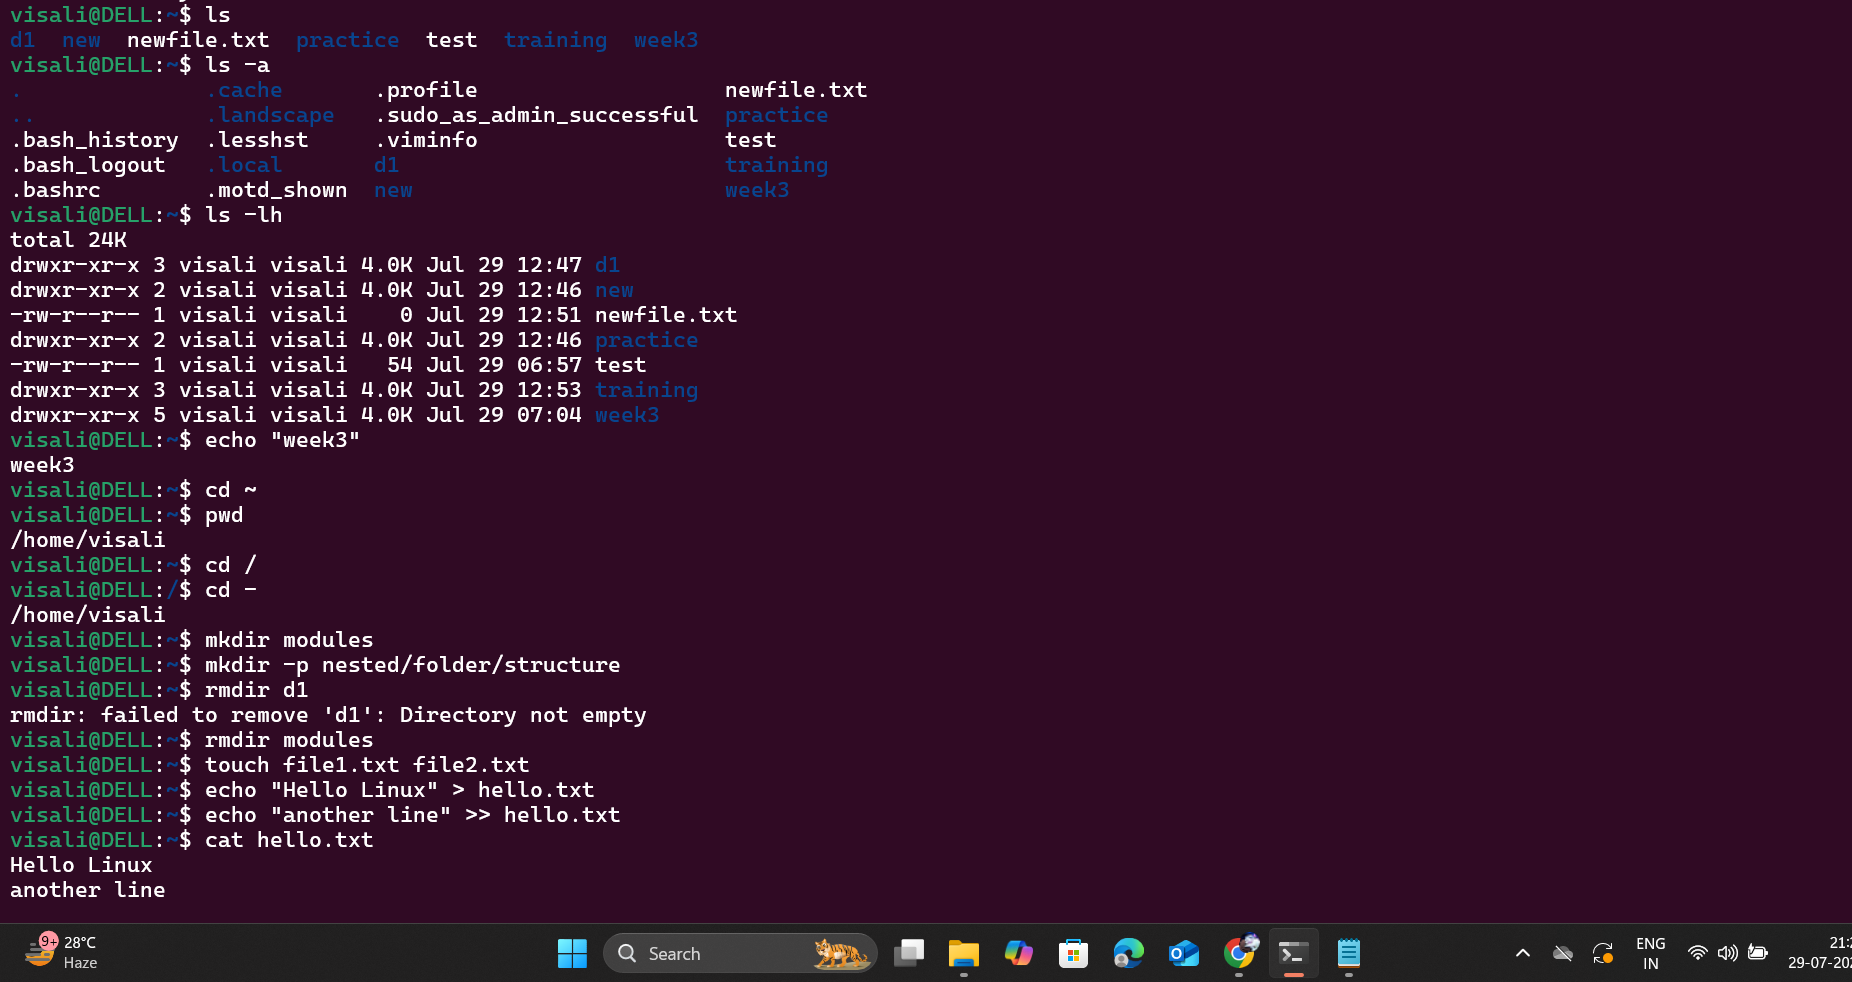 visali@DELL:~$ ls
d1  new  newfile.txt  practice  test  training  week3
visali@DELL:~$ ls -a
.              .cache      .profile                   newfile.txt
..             .landscape  .sudo_as_admin_successful  practice
.bash_history  .lesshst    .viminfo                   test
.bash_logout   .local      d1                         training
.bashrc        .motd_shown  new                       week3
visali@DELL:~$ ls -lh
total 24K
drwxr-xr-x 3 visali visali 4.0K Jul 29 12:47 d1
drwxr-xr-x 2 visali visali 4.0K Jul 29 12:46 new
-rw-r--r-- 1 visali visali    0 Jul 29 12:51 newfile.txt
drwxr-xr-x 2 visali visali 4.0K Jul 29 12:46 practice
-rw-r--r-- 1 visali visali   54 Jul 29 06:57 test
drwxr-xr-x 3 visali visali 4.0K Jul 29 12:53 training
drwxr-xr-x 5 visali visali 4.0K Jul 29 07:04 week3
visali@DELL:~$ echo "week3"
week3
visali@DELL:~$ cd ~
visali@DELL:~$ pwd
/home/visali
visali@DELL:~$ cd /
visali@DELL:/$ cd -
/home/visali
visali@DELL:~$ mkdir modules
visali@DELL:~$ mkdir -p nested/folder/structure
visali@DELL:~$ rmdir d1
rmdir: failed to remove 'd1': Directory not empty
visali@DELL:~$ rmdir modules
visali@DELL:~$ touch file1.txt file2.txt
visali@DELL:~$ echo "Hello Linux" > hello.txt
visali@DELL:~$ echo "another line" >> hello.txt
visali@DELL:~$ cat hello.txt
Hello Linux
another line
9+ 28°C
Haze
Search
ENG
IN